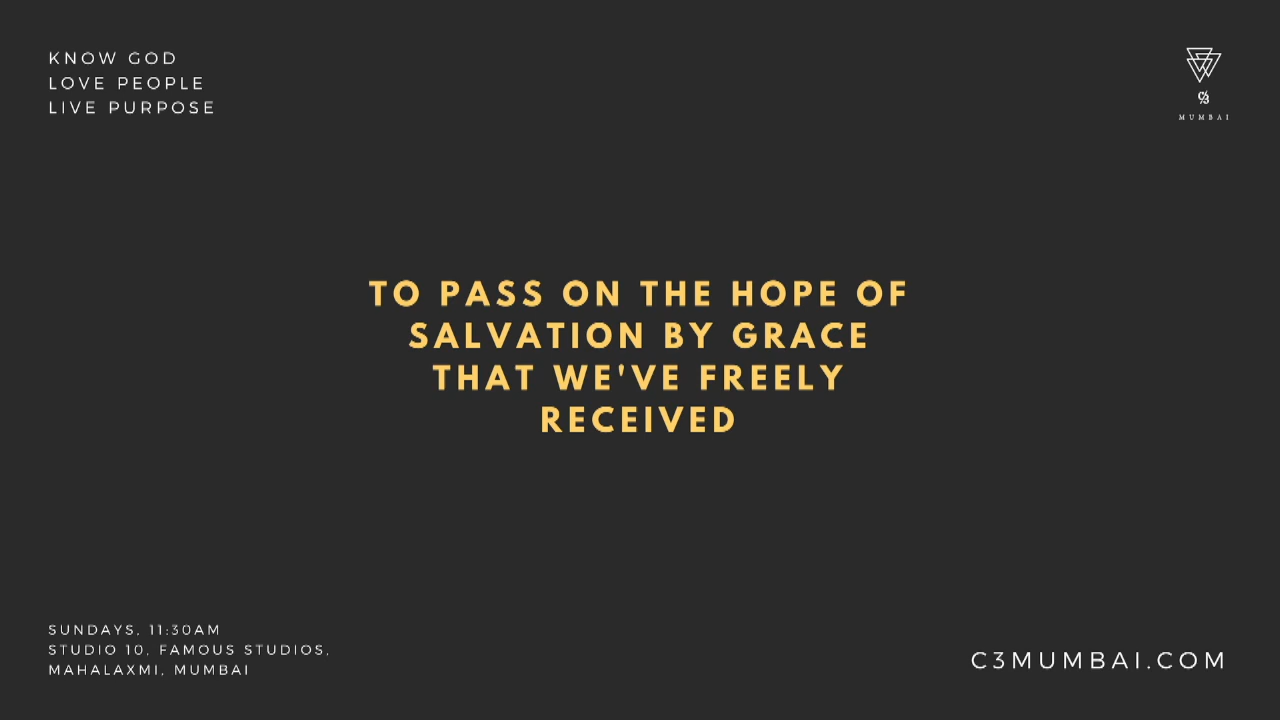 KNOW GOD
LOVE PEOPLE
LIVE PURPOSE
C3
MUMBAI
TO PASS ON THE HOPE OF
SALVATION BY GRACE
THAT WE'VE FREELY
RECEIVED
SUNDAYS, 11:30AM
STUDIO 10, FAMOUS STUDIOS,
MAHALAXMI, MUMBAI
C3MUMBAI.COM